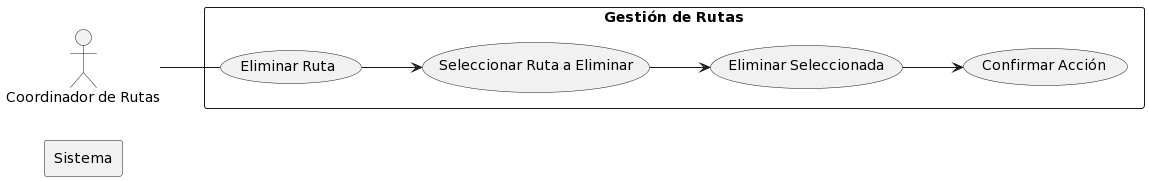 Gestión de Rutas
Eliminar Ruta
Seleccionar Ruta a Eliminar
Eliminar Seleccionada
Confirmar Acción
Coordinador de Rutas
Sistema